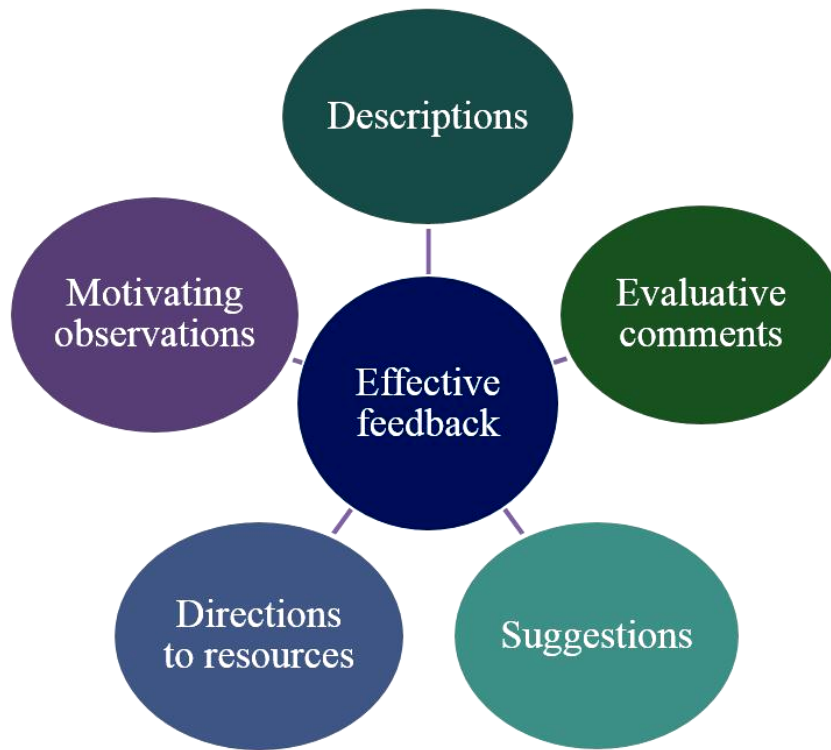 Descriptions
Motivating
observations
Evaluative
comments
Effective
feedback
Directions
to resources
Suggestions